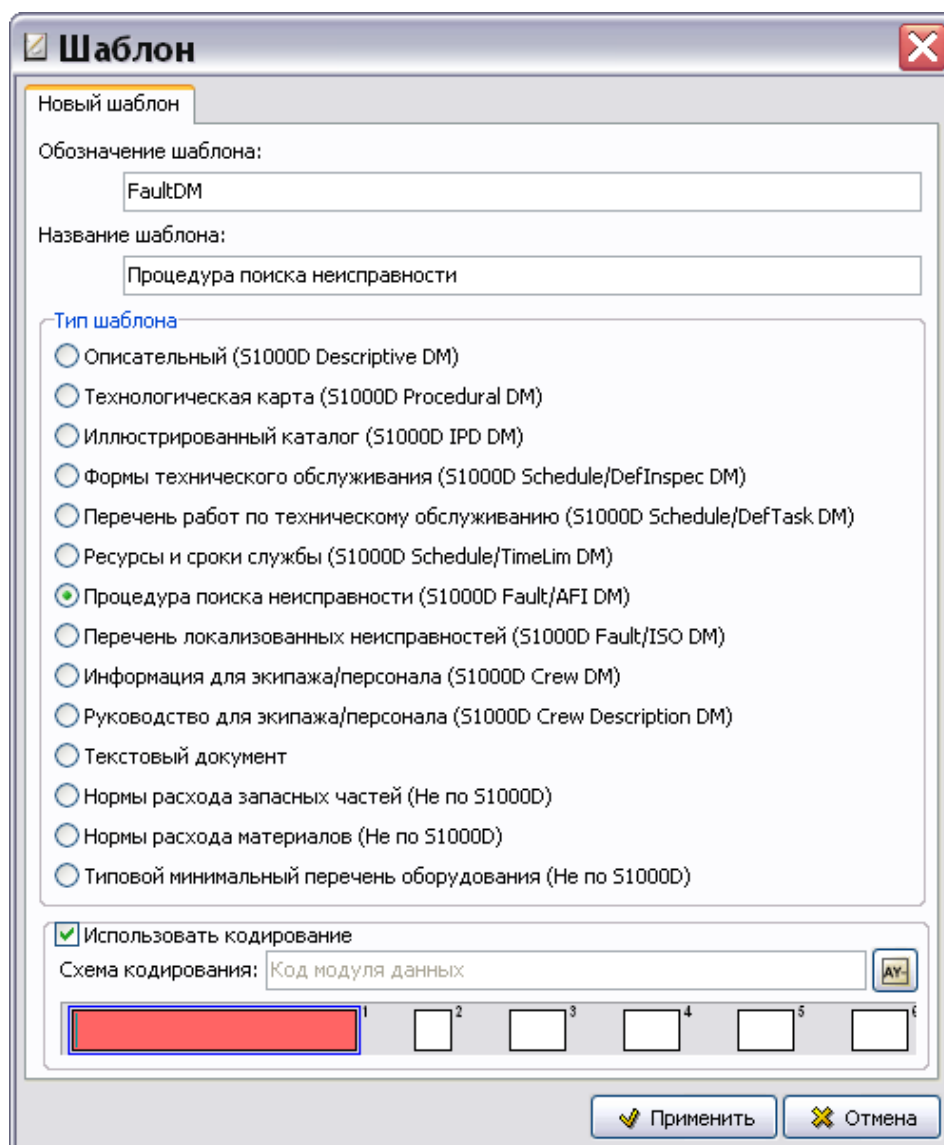 Шаблон
Новый шаблон
Обозначение шаблона:
FaultDM
Название шаблона:
Процедура поиска неисправности
Тип шаблона
Описательный (S1000D Descriptive DM)
Технологическая карта (S1000D Procedural DM)
Иллюстрированный каталог (S1000D IPD DM)
Формы технического обслуживания (S1000D Schedule/DefInspec DM)
Перечень работ по техническому обслуживанию (S1000D Schedule/DefTask DM)
Ресурсы и сроки службы (S1000D Schedule/TimeLim DM)
Процедура поиска неисправности (S1000D Fault/AFI DM)
Перечень локализованных неисправностей (S1000D Fault/ISO DM)
Информация для экипажа/персонала (S1000D Crew DM)
Руководство для экипажа/персонала (S1000D Crew Description DM)
Текстовый документ
Нормы расхода запасных частей (Не по S1000D)
Нормы расхода материалов (Не по S1000D)
Типовой минимальный перечень оборудования (Не по S1000D)
Использовать кодирование
Схема кодирования: Код модуля данных AY-
1 2 3 4 5 6
Применить Отмена